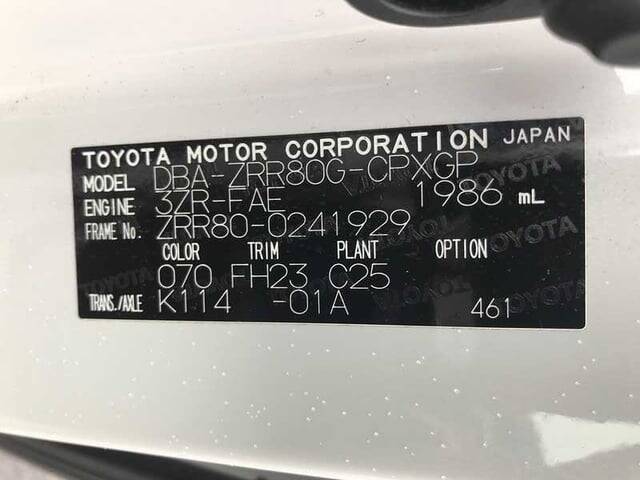 TOYOTA MOTOR CORPORATION JAPAN
MODEL DBA-ZRR80G-CPXGP
ENGINE 3ZR-FAE 1986 mL
FRAME No. ZRR80-0241929
COLOR TRIM PLANT OPTION
070 FH23 C25
TRANS./AXLE K114 -01A 461